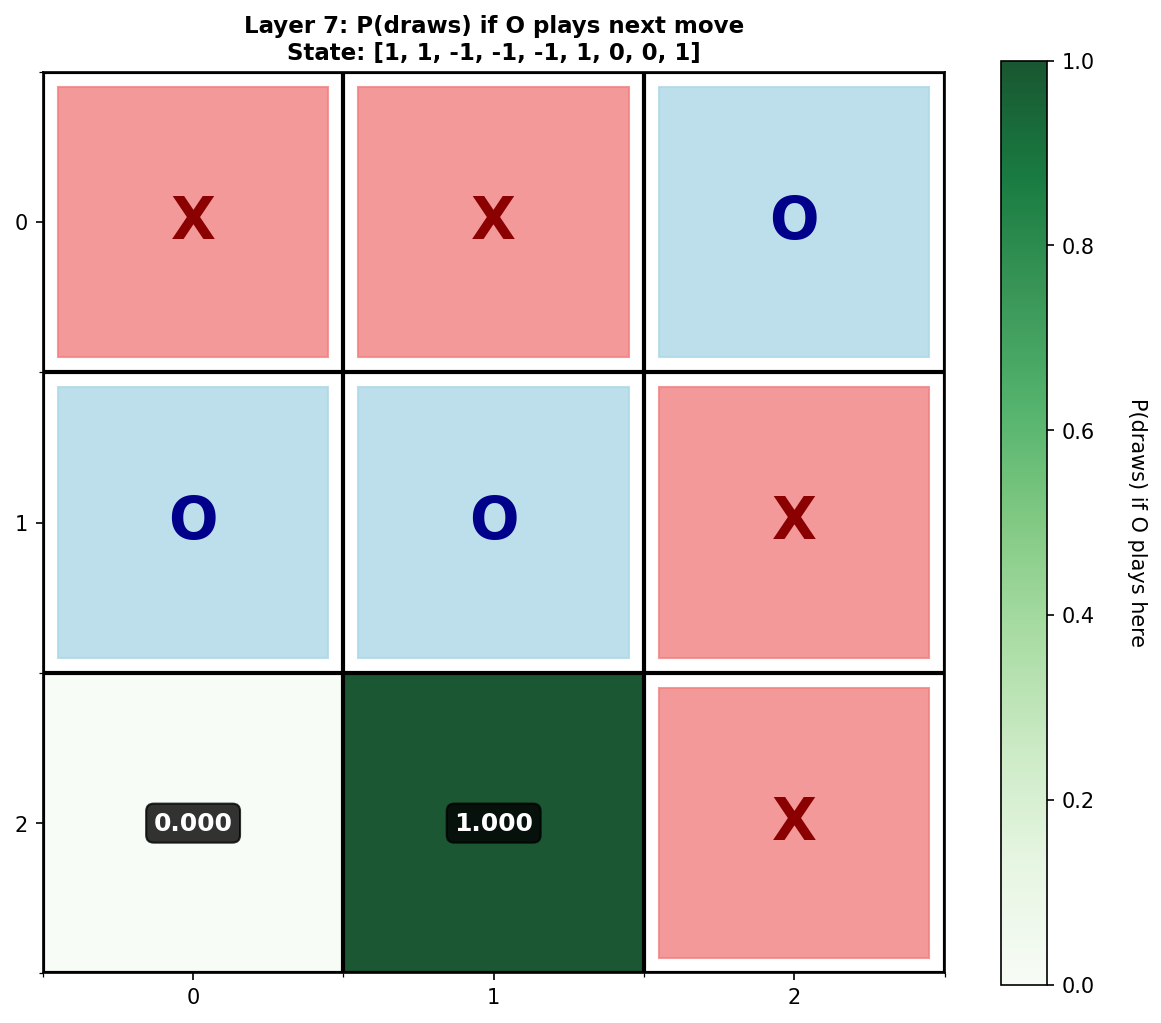 Layer 7: P(draws) if O plays next move
State: [1, 1, -1, -1, -1, 1, 0, 0, 1]
X X O
O O X
0.000 1.000 X
0
1
2
0 1 2
1.0
0.8
0.6
0.4
0.2
0.0
P(draws) if O plays here